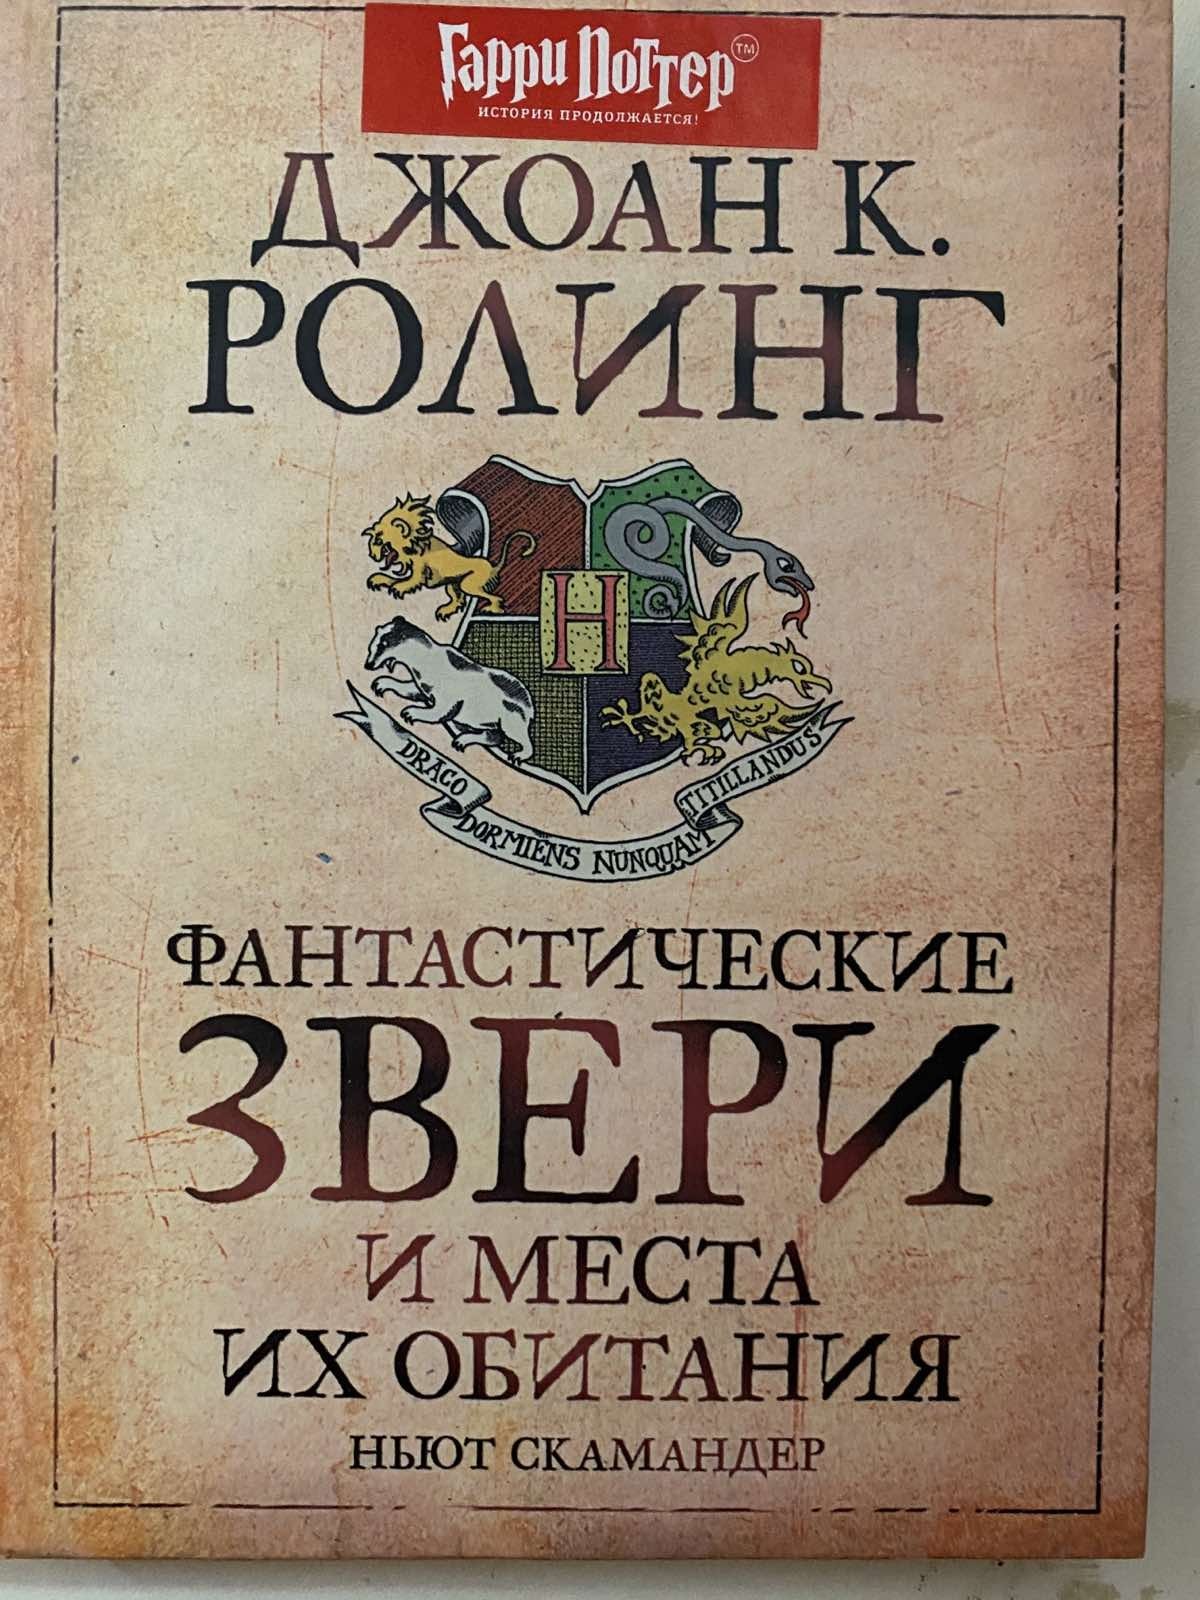 Гарри Поттер™
ИСТОРИЯ ПРОДОЛЖАЕТСЯ!
ДЖОАН К.
РОЛИНГ
H
DRACO DORMIENS NUNQUAM TITILLANDUS
ФАНТАСТИЧЕСКИЕ
ЗВЕРИ
И МЕСТА
ИХ ОБИТАНИЯ
НЬЮТ СКАМАНДЕР